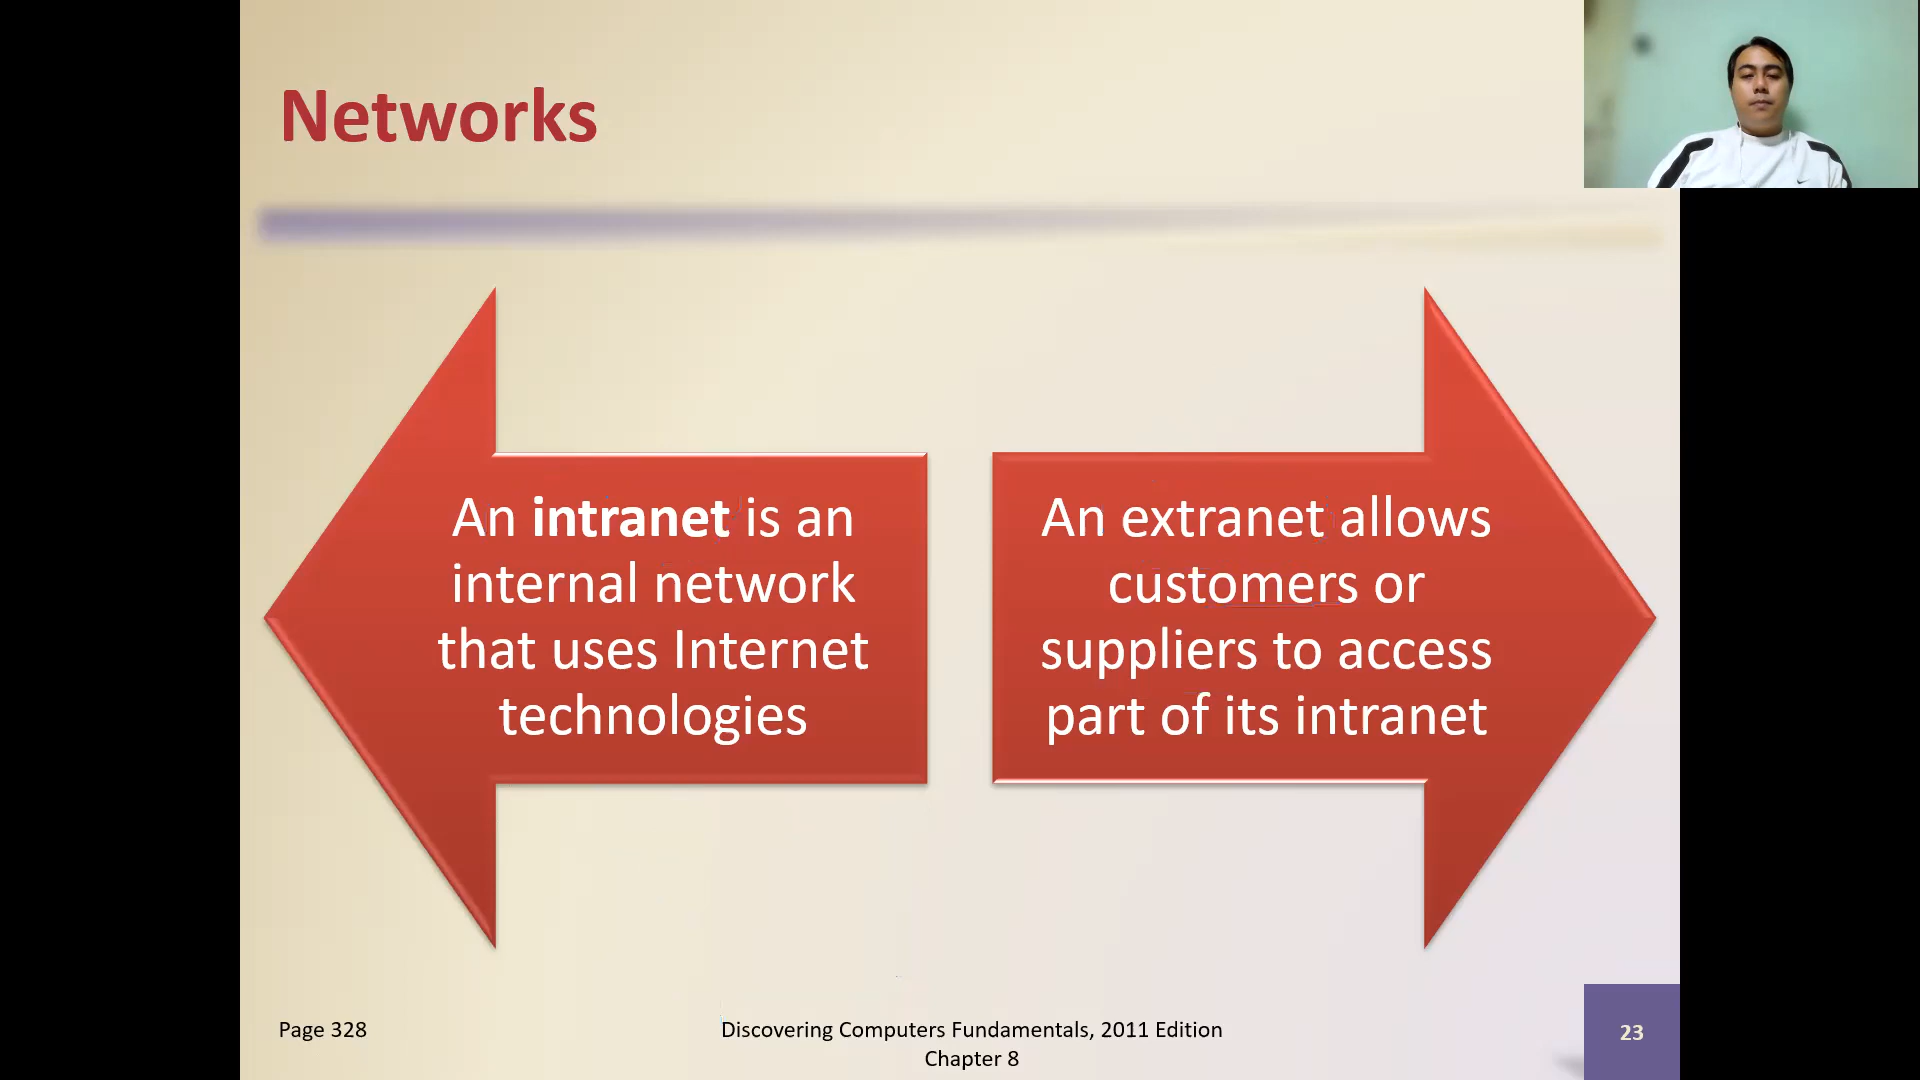 Networks
An intranet is an
internal network
that uses Internet
technologies
An extranet allows
customers or
suppliers to access
part of its intranet
Page 328
Discovering Computers Fundamentals, 2011 Edition
Chapter 8
23